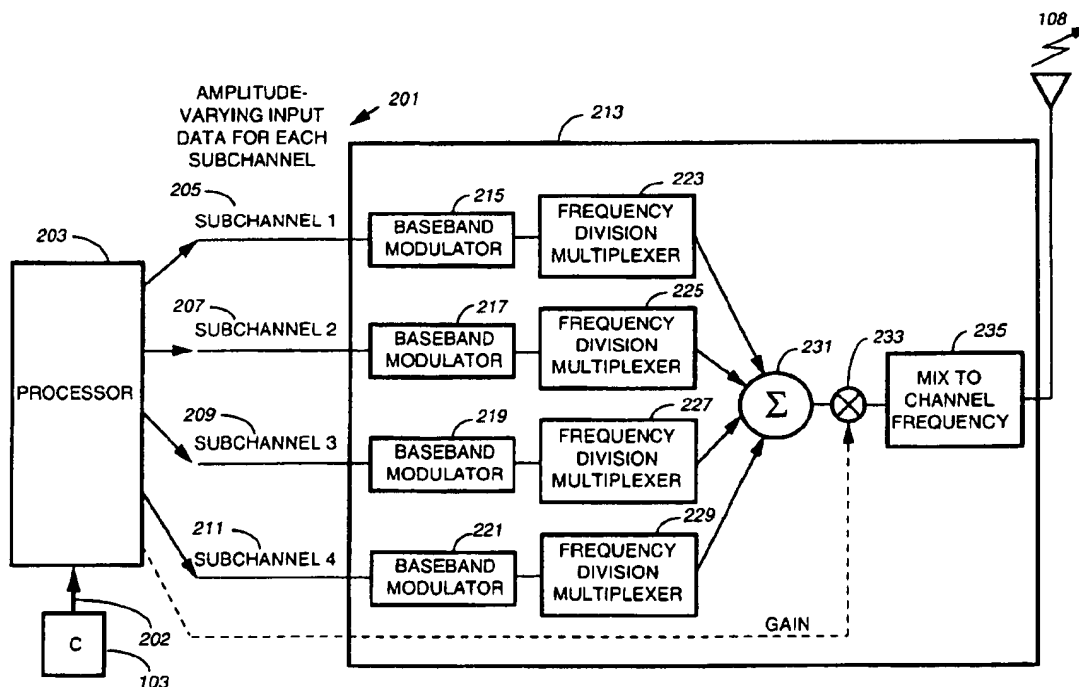 108
AMPLITUDE-
VARYING INPUT
DATA FOR EACH
SUBCHANNEL
201
213
205
SUBCHANNEL 1
215
BASEBAND
MODULATOR
223
FREQUENCY
DIVISION
MULTIPLEXER
203
PROCESSOR
207
SUBCHANNEL 2
217
BASEBAND
MODULATOR
225
FREQUENCY
DIVISION
MULTIPLEXER
231
Σ
233
235
MIX TO
CHANNEL
FREQUENCY
209
SUBCHANNEL 3
219
BASEBAND
MODULATOR
227
FREQUENCY
DIVISION
MULTIPLEXER
211
SUBCHANNEL 4
221
BASEBAND
MODULATOR
229
FREQUENCY
DIVISION
MULTIPLEXER
GAIN
202
C
103